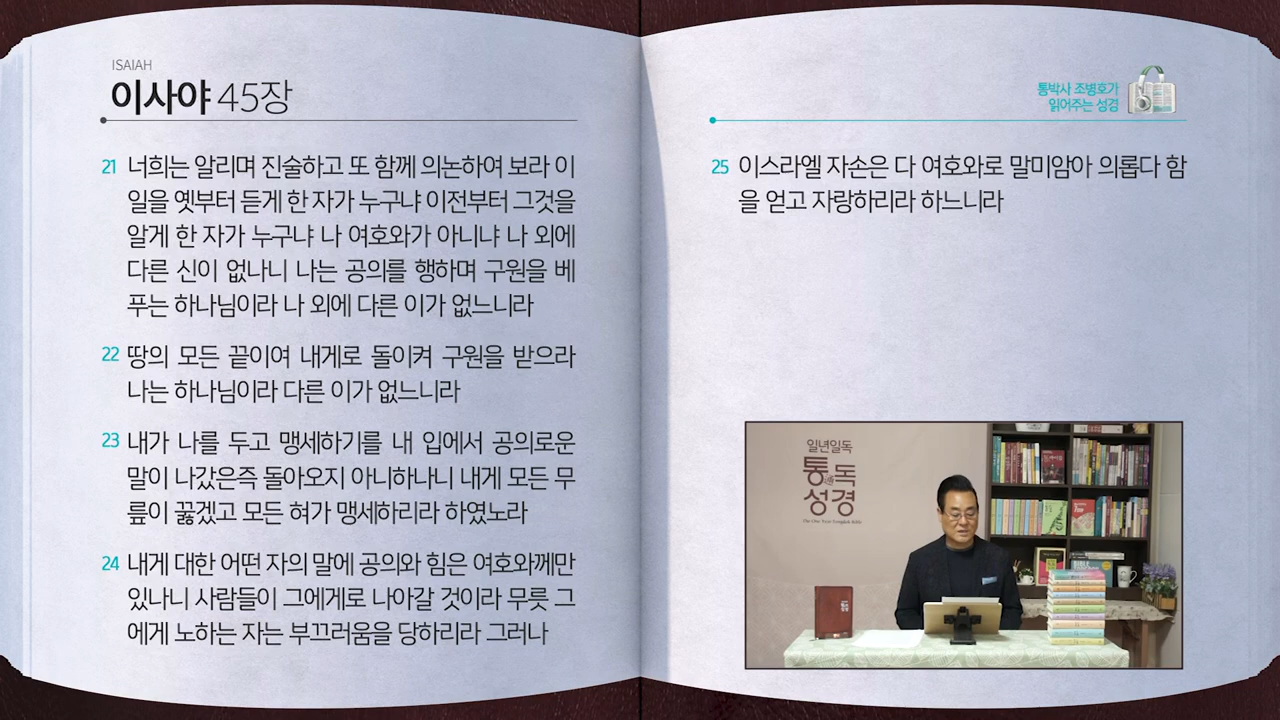 ISAIAH
이사야 45장
21 너희는 알리며 진술하고 또 함께 의논하여 보라 이
일을 옛부터 듣게 한 자가 누구냐 이전부터 그것을
알게 한 자가 누구냐 나 여호와가 아니냐 나 외에
다른 신이 없나니 나는 공의를 행하며 구원을 베
푸는 하나님이라 나 외에 다른 이가 없느니라
22 땅의 모든 끝이여 내게로 돌이켜 구원을 받으라
나는 하나님이라 다른 이가 없느니라
23 내가 나를 두고 맹세하기를 내 입에서 공의로운
말이 나갔은즉 돌아오지 아니하나니 내게 모든 무
릎이 꿇겠고 모든 혀가 맹세하리라 하였노라
24 내게 대한 어떤 자의 말에 공의와 힘은 여호와께만
있나니 사람들이 그에게로 나아갈 것이라 무릇 그
에게 노하는 자는 부끄러움을 당하리라 그러나
통박사 조병호가
읽어주는 성경
25 이스라엘 자손은 다 여호와로 말미암아 의롭다 함
을 얻고 자랑하리라 하느니라
일년일독
통독
성경